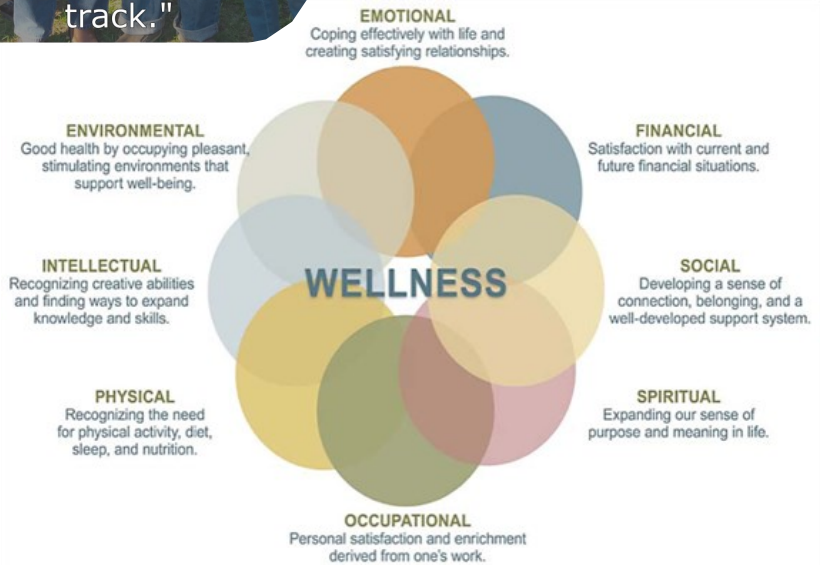 track."
EMOTIONAL
Coping effectively with life and
creating satisfying relationships.
ENVIRONMENTAL
Good health by occupying pleasant,
stimulating environments that
support well-being.
FINANCIAL
Satisfaction with current and
future financial situations.
INTELLECTUAL
Recognizing creative abilities
and finding ways to expand
knowledge and skills.
WELLNESS
SOCIAL
Developing a sense of
connection, belonging, and a
well-developed support system.
PHYSICAL
Recognizing the need
for physical activity, diet,
sleep, and nutrition.
SPIRITUAL
Expanding our sense of
purpose and meaning in life.
OCCUPATIONAL
Personal satisfaction and enrichment
derived from one's work.